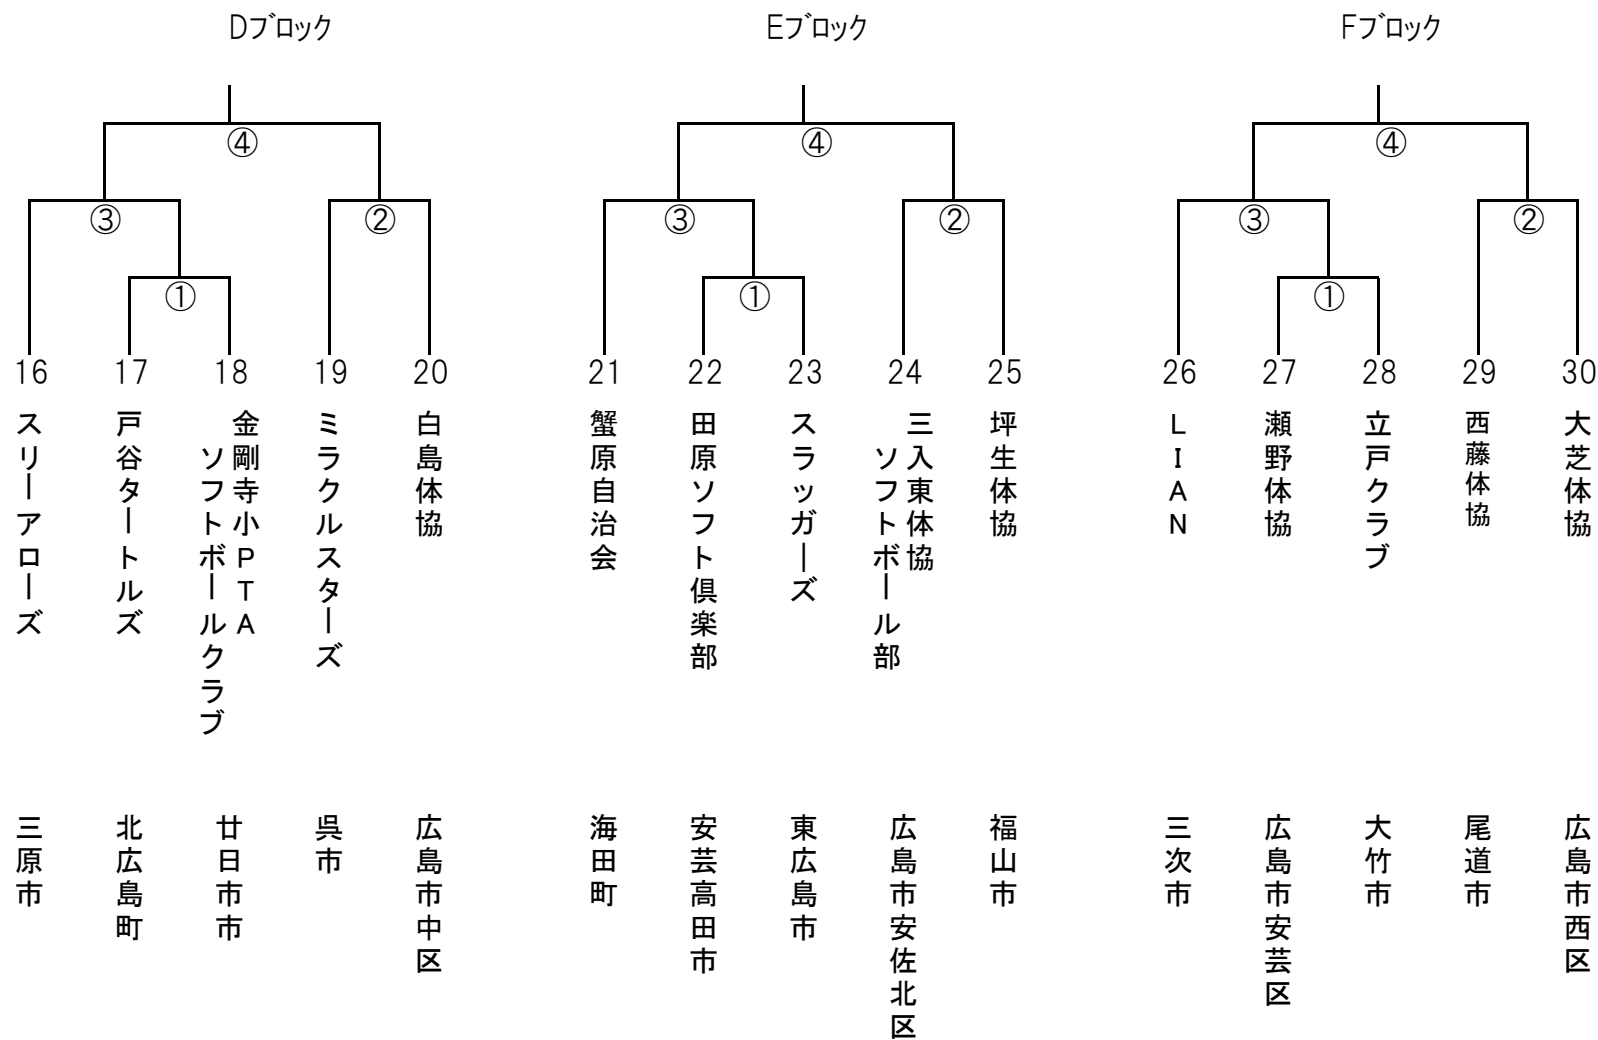 Dブロック
④
③
②
①
16
17
18
19
20
スリーアローズ
戸谷タートルズ
金剛寺小PTA
ソフトボールクラブ
ミラクルスターズ
白島体協
三原市
北広島町
廿日市市
呉市
広島市中区
Eブロック
④
③
②
①
21
22
23
24
25
蟹原自治会
田原ソフト倶楽部
スラッガーズ
三入東体協
ソフトボール部
坪生体協
海田町
安芸高田市
東広島市
広島市安佐北区
福山市
Fブロック
④
③
②
①
26
27
28
29
30
LIAN
瀬野体協
立戸クラブ
西藤体協
大芝体協
三次市
広島市安芸区
大竹市
尾道市
広島市西区